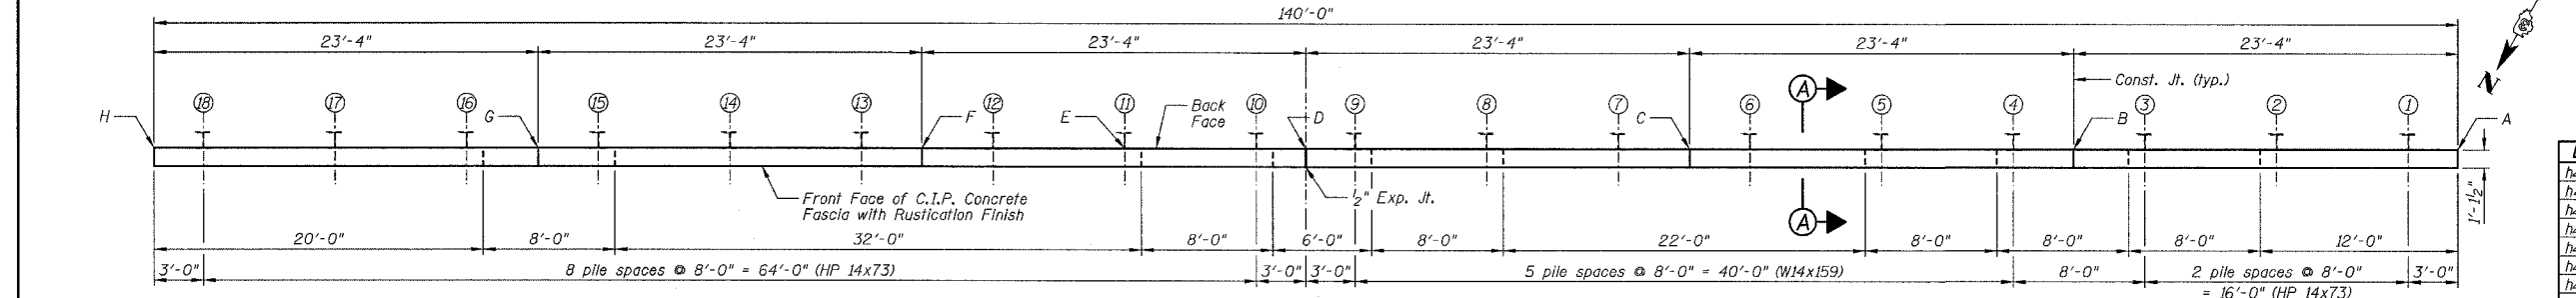 140'-0"
23'-4" 23'-4" 23'-4" 23'-4" 23'-4" 23'-4"
Const. Jt. (typ.)
N
18 17 16 15 14 13 12 11 10 9 8 7 6 A 5 4 3 2 1
H G F E Back D C B A
Face
Front Face of C.I.P. Concrete
Fascia with Rustication Finish
½" Exp. Jt.
A
1'-1½"
20'-0" 8'-0" 32'-0" 8'-0" 6'-0" 8'-0" 22'-0" 8'-0" 8'-0" 8'-0" 12'-0"
3'-0" 8 pile spaces @ 8'-0" = 64'-0" (HP 14x73) 3'-0" 3'-0" 5 pile spaces @ 8'-0" = 40'-0" (W14x159) 8'-0" 2 pile spaces @ 8'-0" 3'-0"
= 16'-0" (HP 14x73)